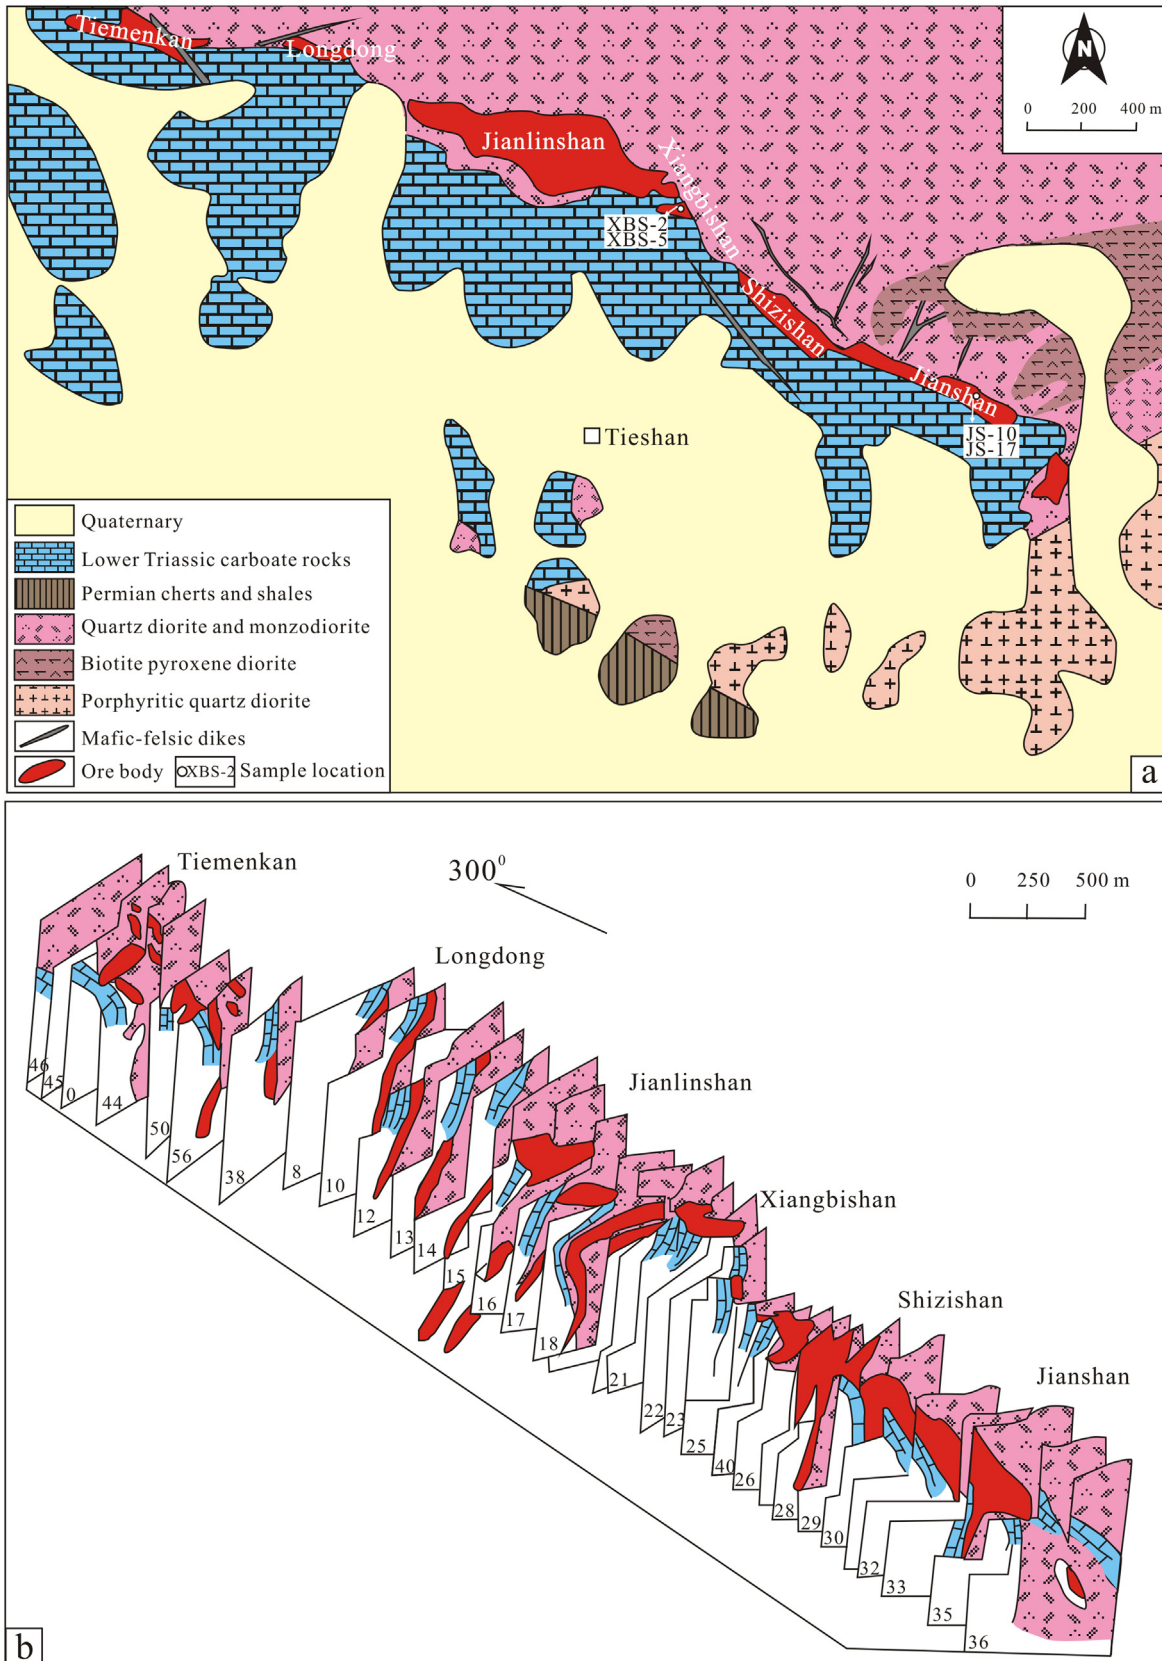 Tiemenkan
Longdong
N
0 200 400 m
Jianlinshan
Xiangbishan
XBS-2
XBS-5
Shizishan
Jianshan
JS-10
JS-17
Tieshan
Quaternary
Lower Triassic carboate rocks
Permian cherts and shales
Quartz diorite and monzodiorite
Biotite pyroxene diorite
Porphyritic quartz diorite
Mafic-felsic dikes
Ore body
XBS-2 Sample location
a
Tiemenkan
300⁰
0 250 500 m
Longdong
Jianlinshan
Xiangbishan
Shizishan
Jianshan
46
45
0
44
50
56
38
8
10
12
13
14
15
16
17
18
21
22
23
25
40
26
28
29
30
32
33
35
36
b